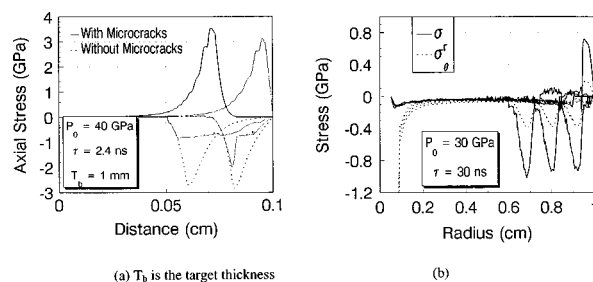 Axial Stress (GPa)
4
3
2
1
0
-1
-2
-3
With Microcracks
Without Microcracks
P0 = 40 GPa
τ = 2.4 ns
Tb = 1 mm
0.05
0.1
Distance (cm)
(a) Tb is the target thickness
Stress (GPa)
0.8
0.4
0
-0.4
-0.8
-1.2
σr
σθ
P0 = 30 GPa
τ = 30 ns
0
0.2
0.4
0.6
0.8
1
Radius (cm)
(b)